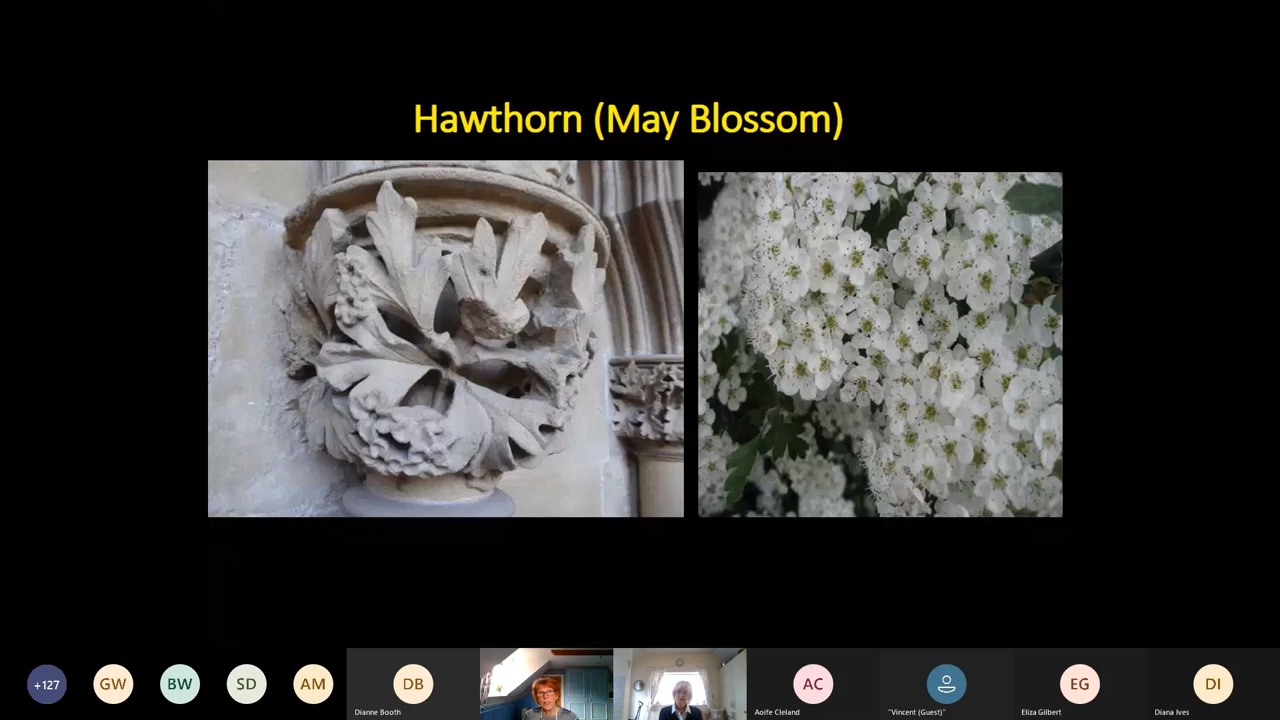 Hawthorn (May Blossom)
+127
GW
BW
SD
AM
DB
Dianne Booth
AC
Aoife Cleland
"Vincent (Guest)"
EG
Eliza Gilbert
DI
Diana Ives